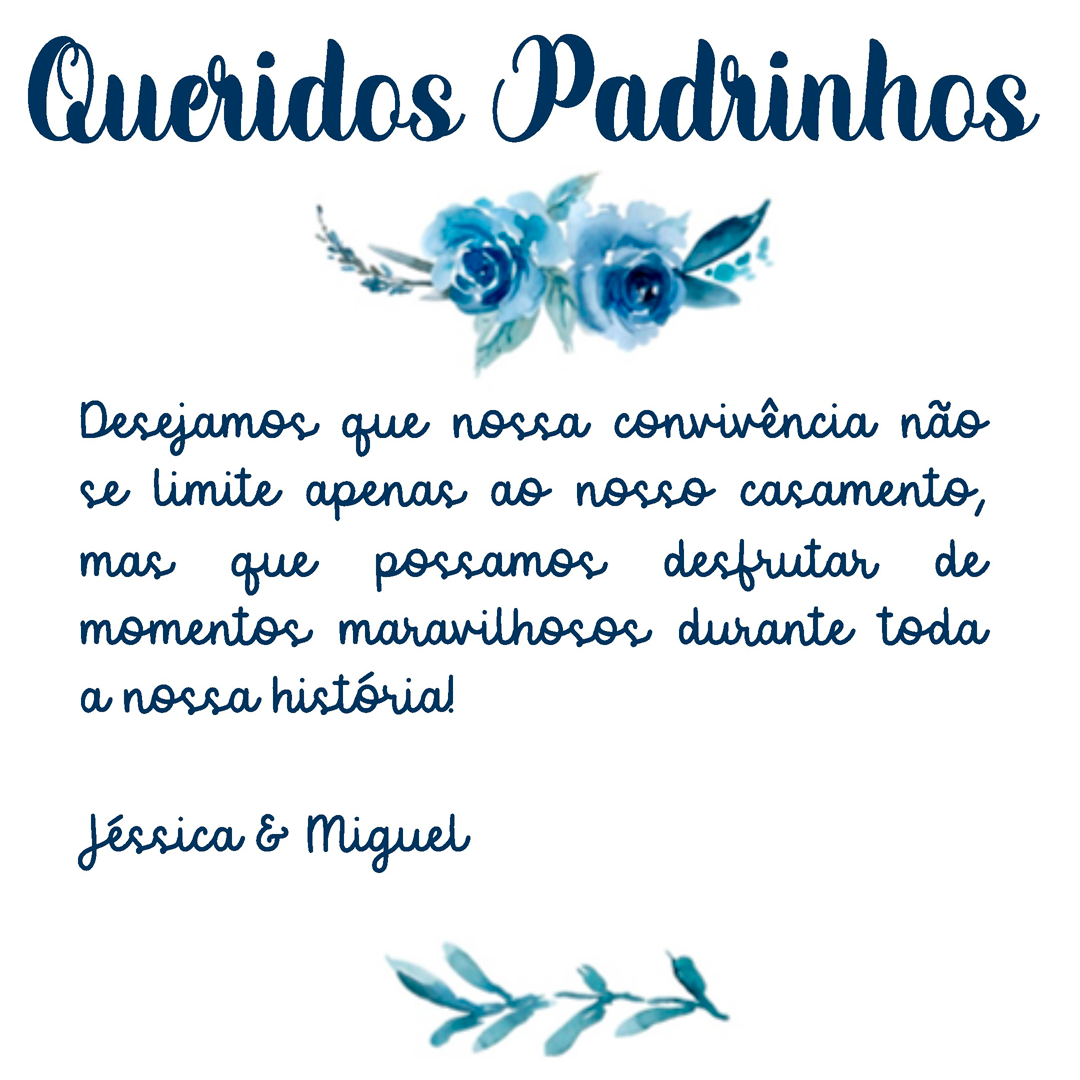 Queridos Padrinhos
Desejamos que nossa convivência não
se limite apenas ao nosso casamento,
mas que possamos desfrutar de
momentos maravilhosos durante toda
a nossa história!
Jéssica & Miguel